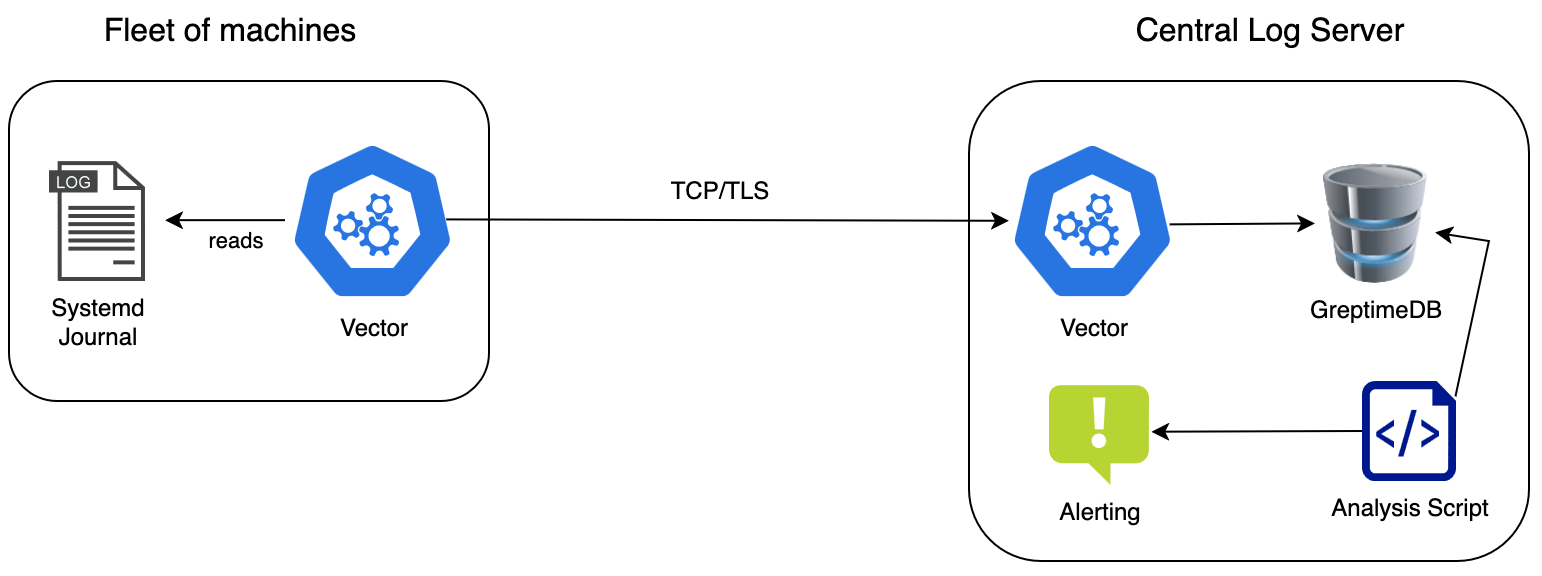 Fleet of machines
Central Log Server
LOG
reads
Systemd
Journal
Vector
TCP/TLS
Vector
GreptimeDB
!
Alerting
</>
Analysis Script